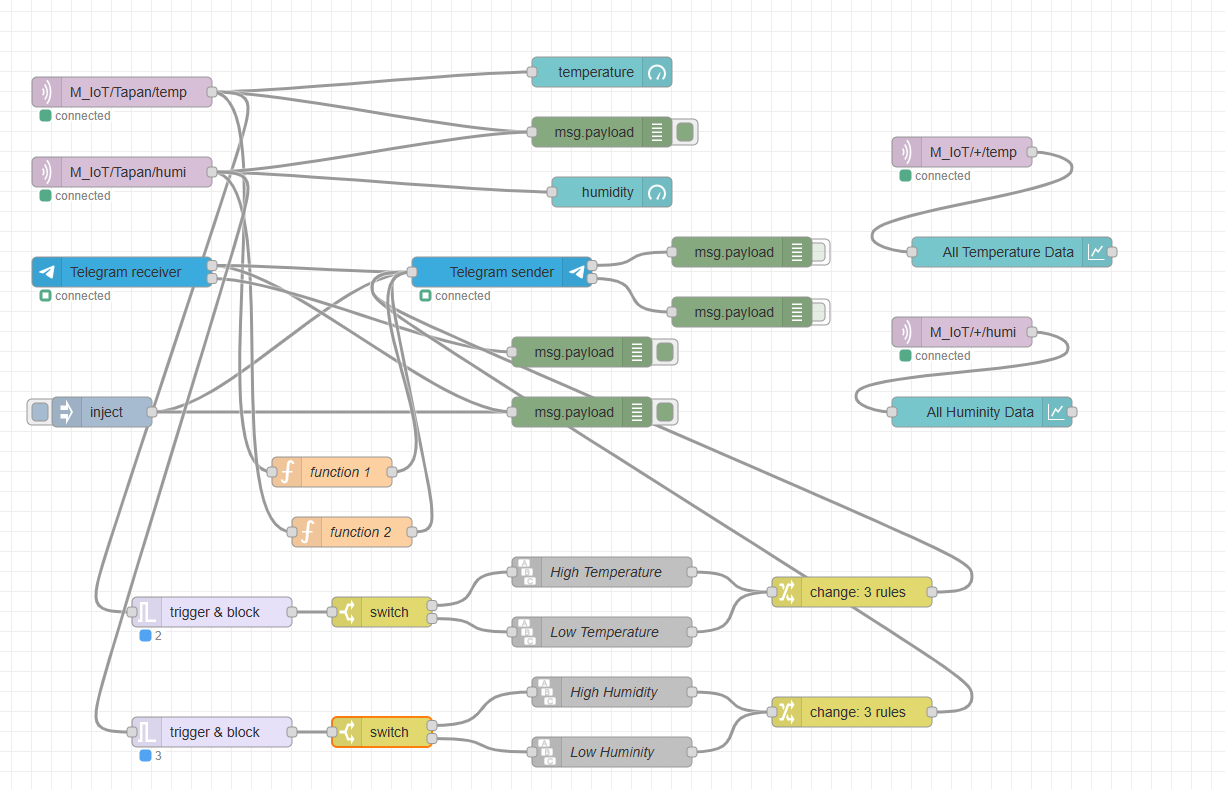 temperature
M_IoT/Tapan/temp
connected
msg.payload
M_IoT/+/temp
connected
M_IoT/Tapan/humi
connected
humidity
msg.payload
All Temperature Data
Telegram receiver
connected
Telegram sender
connected
msg.payload
M_IoT/+/humi
connected
msg.payload
inject
msg.payload
All Huminity Data
function 1
function 2
High Temperature
change: 3 rules
trigger & block
2
switch
Low Temperature
High Humidity
change: 3 rules
trigger & block
3
switch
Low Huminity